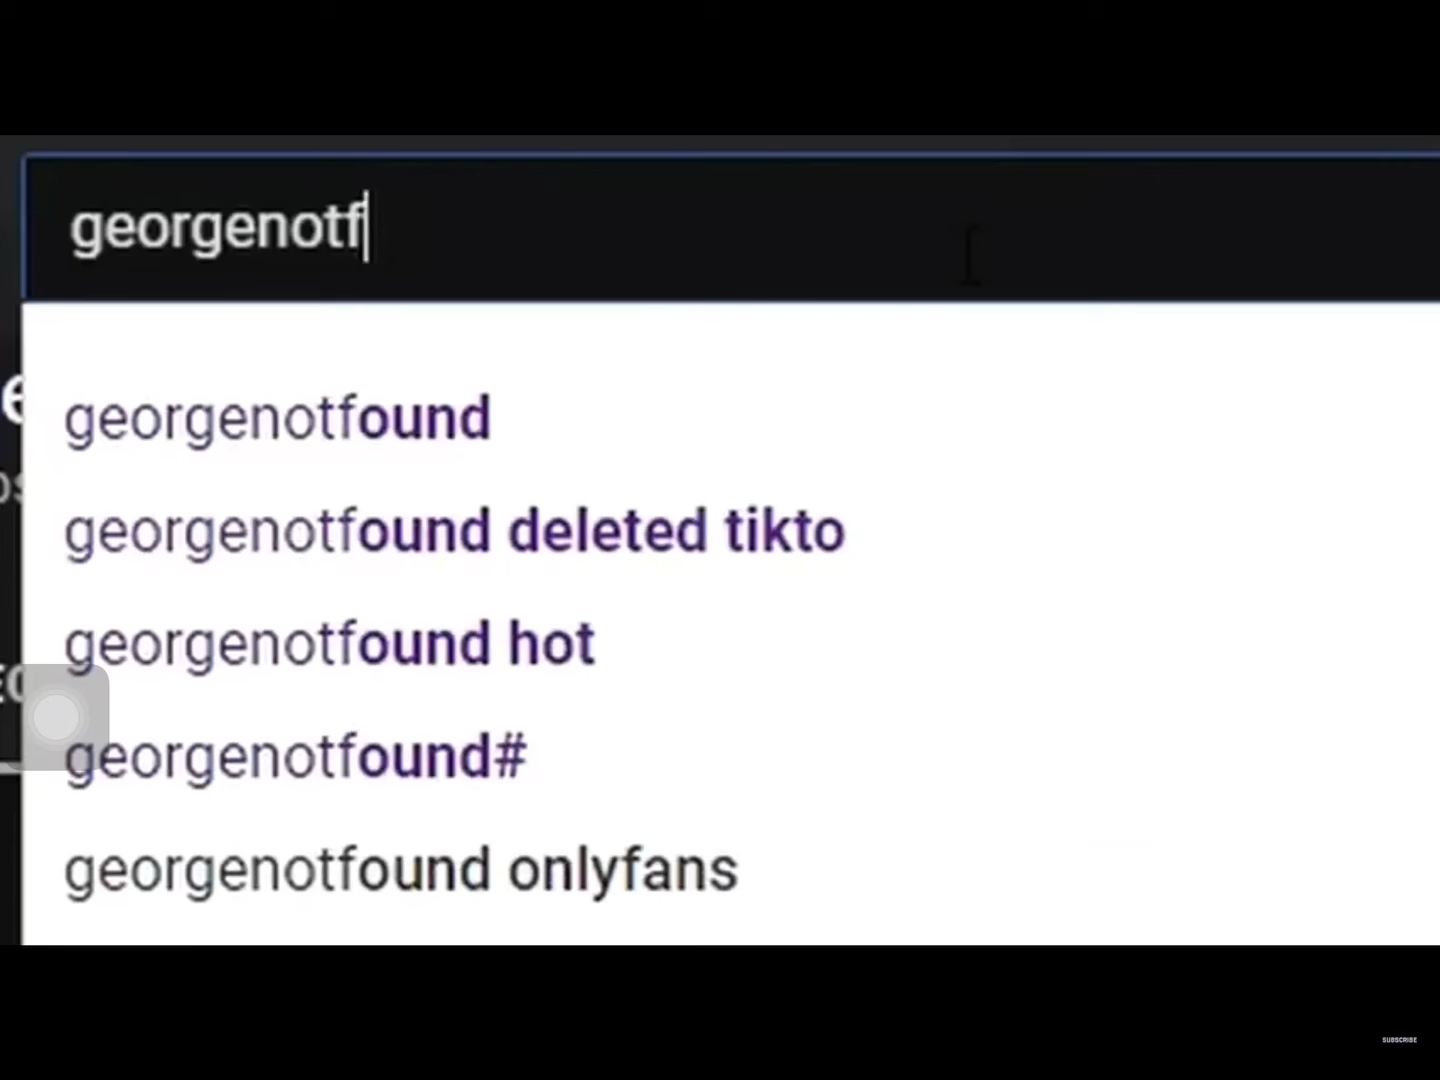 georgenotf
georgenotfound
georgenotfound deleted tikto
georgenotfound hot
georgenotfound#
georgenotfound onlyfans
SUBSCRIBE